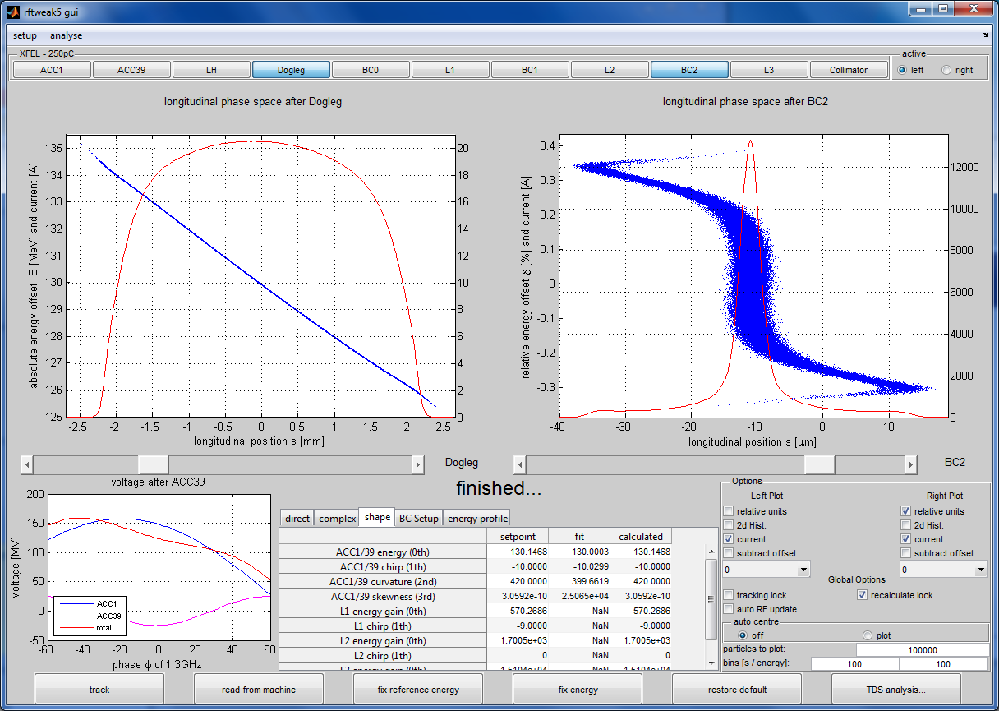 rftweak5 gui
setup analyse
XFEL - 250pC
active
ACC1 ACC39 LH Dogleg BC0 L1 BC1 L2 BC2 L3 Collimator left right
longitudinal phase space after Dogleg
longitudinal phase space after BC2
absolute energy offset E [MeV] and current [A]
135
134
133
132
131
130
129
128
127
126
125
20
18
16
14
12
10
8
6
4
2
0
-2.5 -2 -1.5 -1 -0.5 0 0.5 1 1.5 2 2.5
longitudinal position s [mm]
relative energy offset δ [%] and current [A]
0.4
0.3
0.2
0.1
0
-0.1
-0.2
-0.3
12000
10000
8000
6000
4000
2000
0
-40 -30 -20 -10 0 10
longitudinal position s [μm]
Dogleg
BC2
voltage after ACC39
finished...
voltage [MV]
200
150
100
50
0
-50
-60 -40 -20 0 20 40 60
phase ϕ of 1.3GHz
ACC1
ACC39
total
direct complex shape BC Setup energy profile
setpoint fit calculated
ACC1/39 energy (0th) 130.1468 130.0003 130.1468
ACC1/39 chirp (1th) -10.0000 -10.0299 -10.0000
ACC1/39 curvature (2nd) 420.0000 399.6619 420.0000
ACC1/39 skewness (3rd) 3.0592e-10 2.5065e+04 3.0592e-10
L1 energy gain (0th) 570.2686 NaN 570.2686
L1 chirp (1th) -9.0000 NaN -9.0000
L2 energy gain (0th) 1.7005e+03 NaN 1.7005e+03
L2 chirp (1th) 0 NaN 0
Options
Left Plot Right Plot
relative units relative units
2d Hist. 2d Hist.
current current
subtract offset subtract offset
0 0
Global Options
tracking lock recalculate lock
auto RF update
auto centre
off plot
particles to plot: 100000
bins [s / energy]: 100 100
track read from machine fix reference energy fix energy restore default TDS analysis...